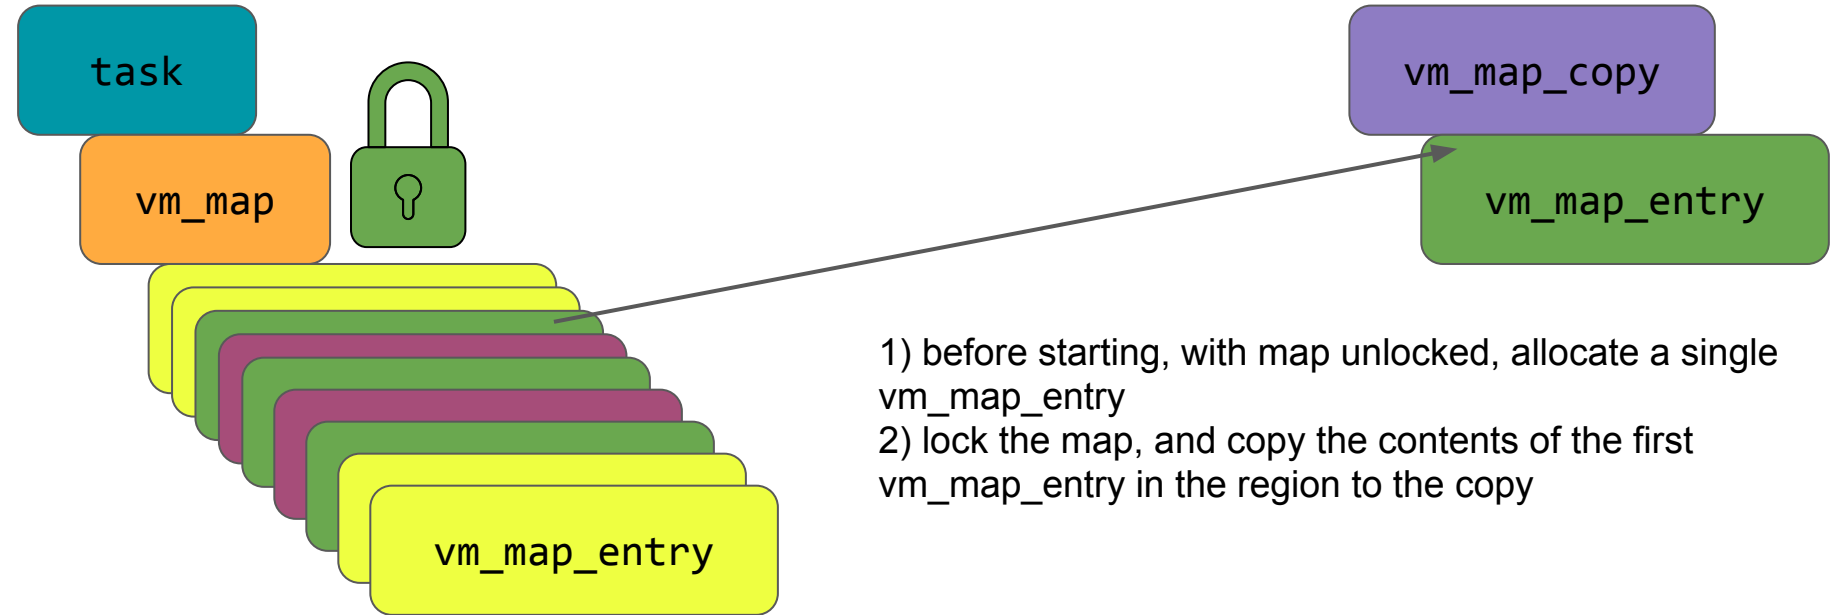 task
vm_map_copy
vm_map
vm_map_entry
1) before starting, with map unlocked, allocate a single
vm_map_entry
2) lock the map, and copy the contents of the first
vm_map_entry in the region to the copy
vm_map_entry